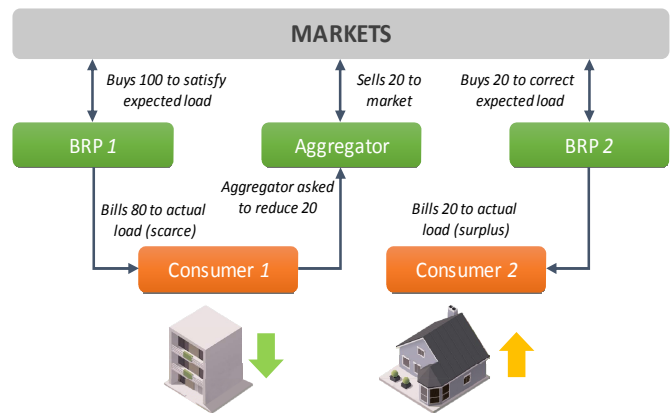 MARKETS
Buys 100 to satisfy
expected load
Sells 20 to
market
Buys 20 to correct
expected load
BRP 1
Aggregator
BRP 2
Bills 80 to actual
load (scarce)
Aggregator asked
to reduce 20
Bills 20 to actual
load (surplus)
Consumer 1
Consumer 2